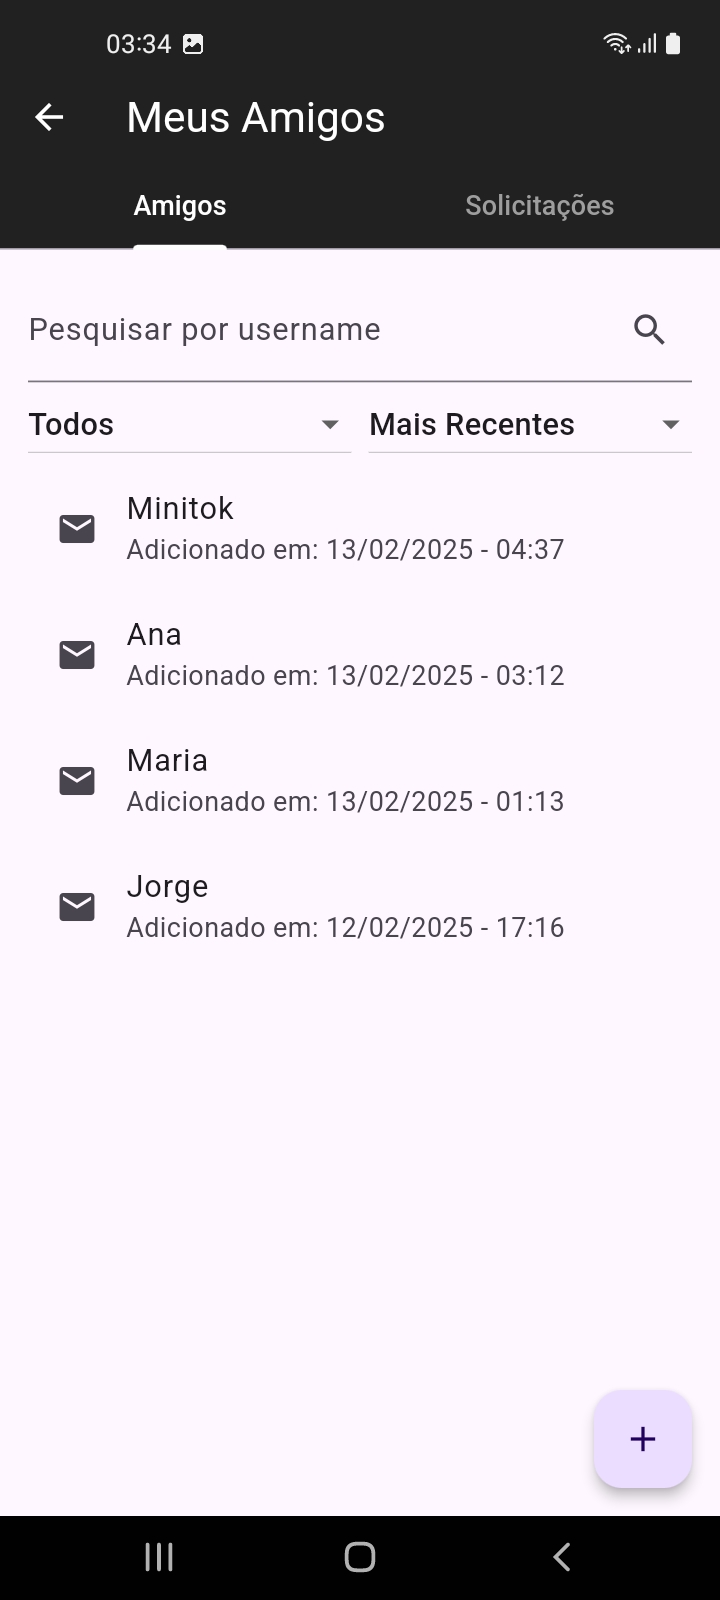 03:34
Meus Amigos
Amigos
Solicitações
Pesquisar por username
Todos
Mais Recentes
Minitok
Adicionado em: 13/02/2025 - 04:37
Ana
Adicionado em: 13/02/2025 - 03:12
Maria
Adicionado em: 13/02/2025 - 01:13
Jorge
Adicionado em: 12/02/2025 - 17:16